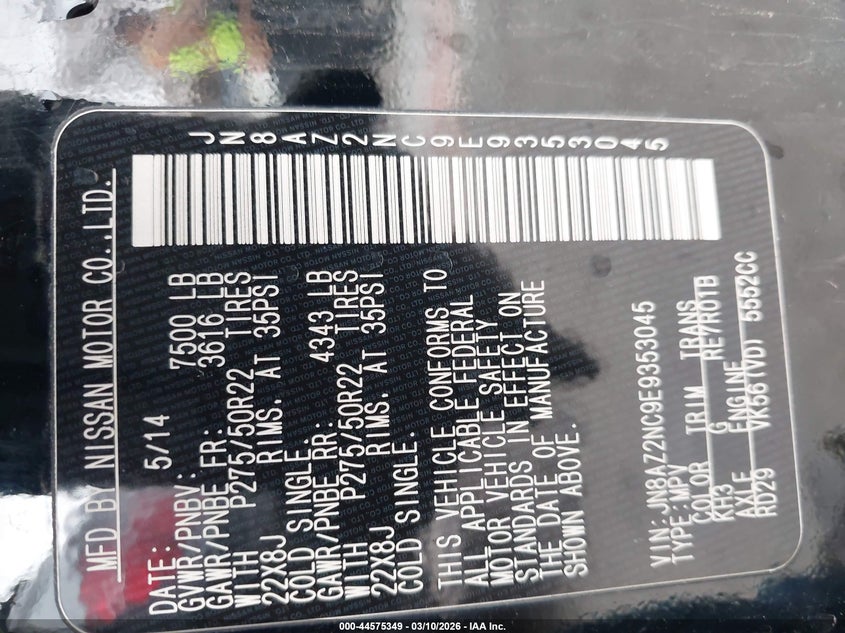 JN8AZ2NC9E9353045
MFD BY NISSAN MOTOR CO.,LTD.
DATE: 5/14
GVWR/PNBV: 7500 LB
GAWR/PNBE FR: 3616 LB
WITH P275/50R22 TIRES
22X8J RIMS. AT 35PSI
COLD SINGLE.
GAWR/PNBE RR: 4343 LB
WITH P275/50R22 TIRES
22X8J RIMS. AT 35PSI
COLD SINGLE.
THIS VEHICLE CONFORMS TO
ALL APPLICABLE FEDERAL
MOTOR VEHICLE SAFETY
STANDARDS IN EFFECT ON
THE DATE OF MANUFACTURE
SHOWN ABOVE.
VIN:JN8AZ2NC9E9353045
TYPE:MPV
COLOR TRIM TRANS
KH3 G RE7R01B
AXLE ENGINE
RD29 VK56(VD) 5552CC
000-44575349 — 03/10/2026 — IAA Inc.